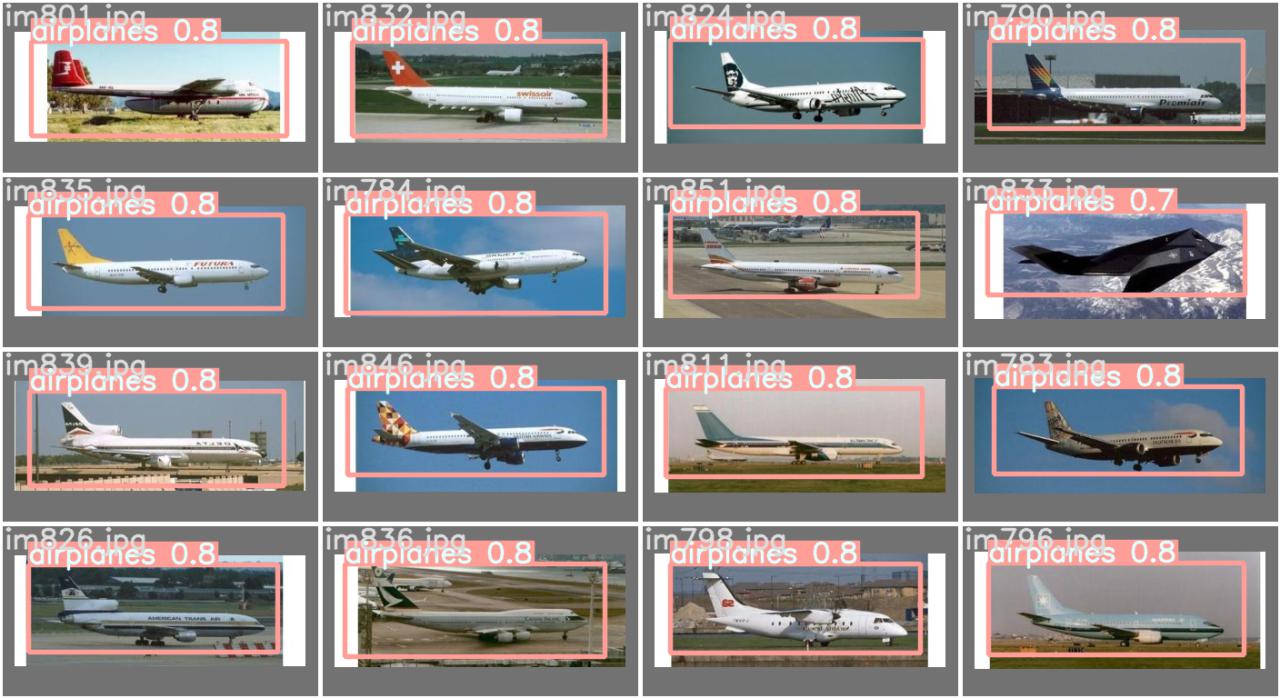 im801.jpg
airplanes 0.8
im832.jpg
airplanes 0.8
swissair
im824.jpg
airplanes 0.8
im790.jpg
airplanes 0.8
Premiair
im835.jpg
airplanes 0.8
FUTURA
im784.jpg
airplanes 0.8
im851.jpg
airplanes 0.8
im833.jpg
airplanes 0.7
im839.jpg
airplanes 0.8
im846.jpg
airplanes 0.8
im811.jpg
airplanes 0.8
im783.jpg
airplanes 0.8
im826.jpg
airplanes 0.8
AMERICAN TRANS AIR
im836.jpg
airplanes 0.8
CATHAY PACIFIC
im798.jpg
airplanes 0.8
im796.jpg
airplanes 0.8